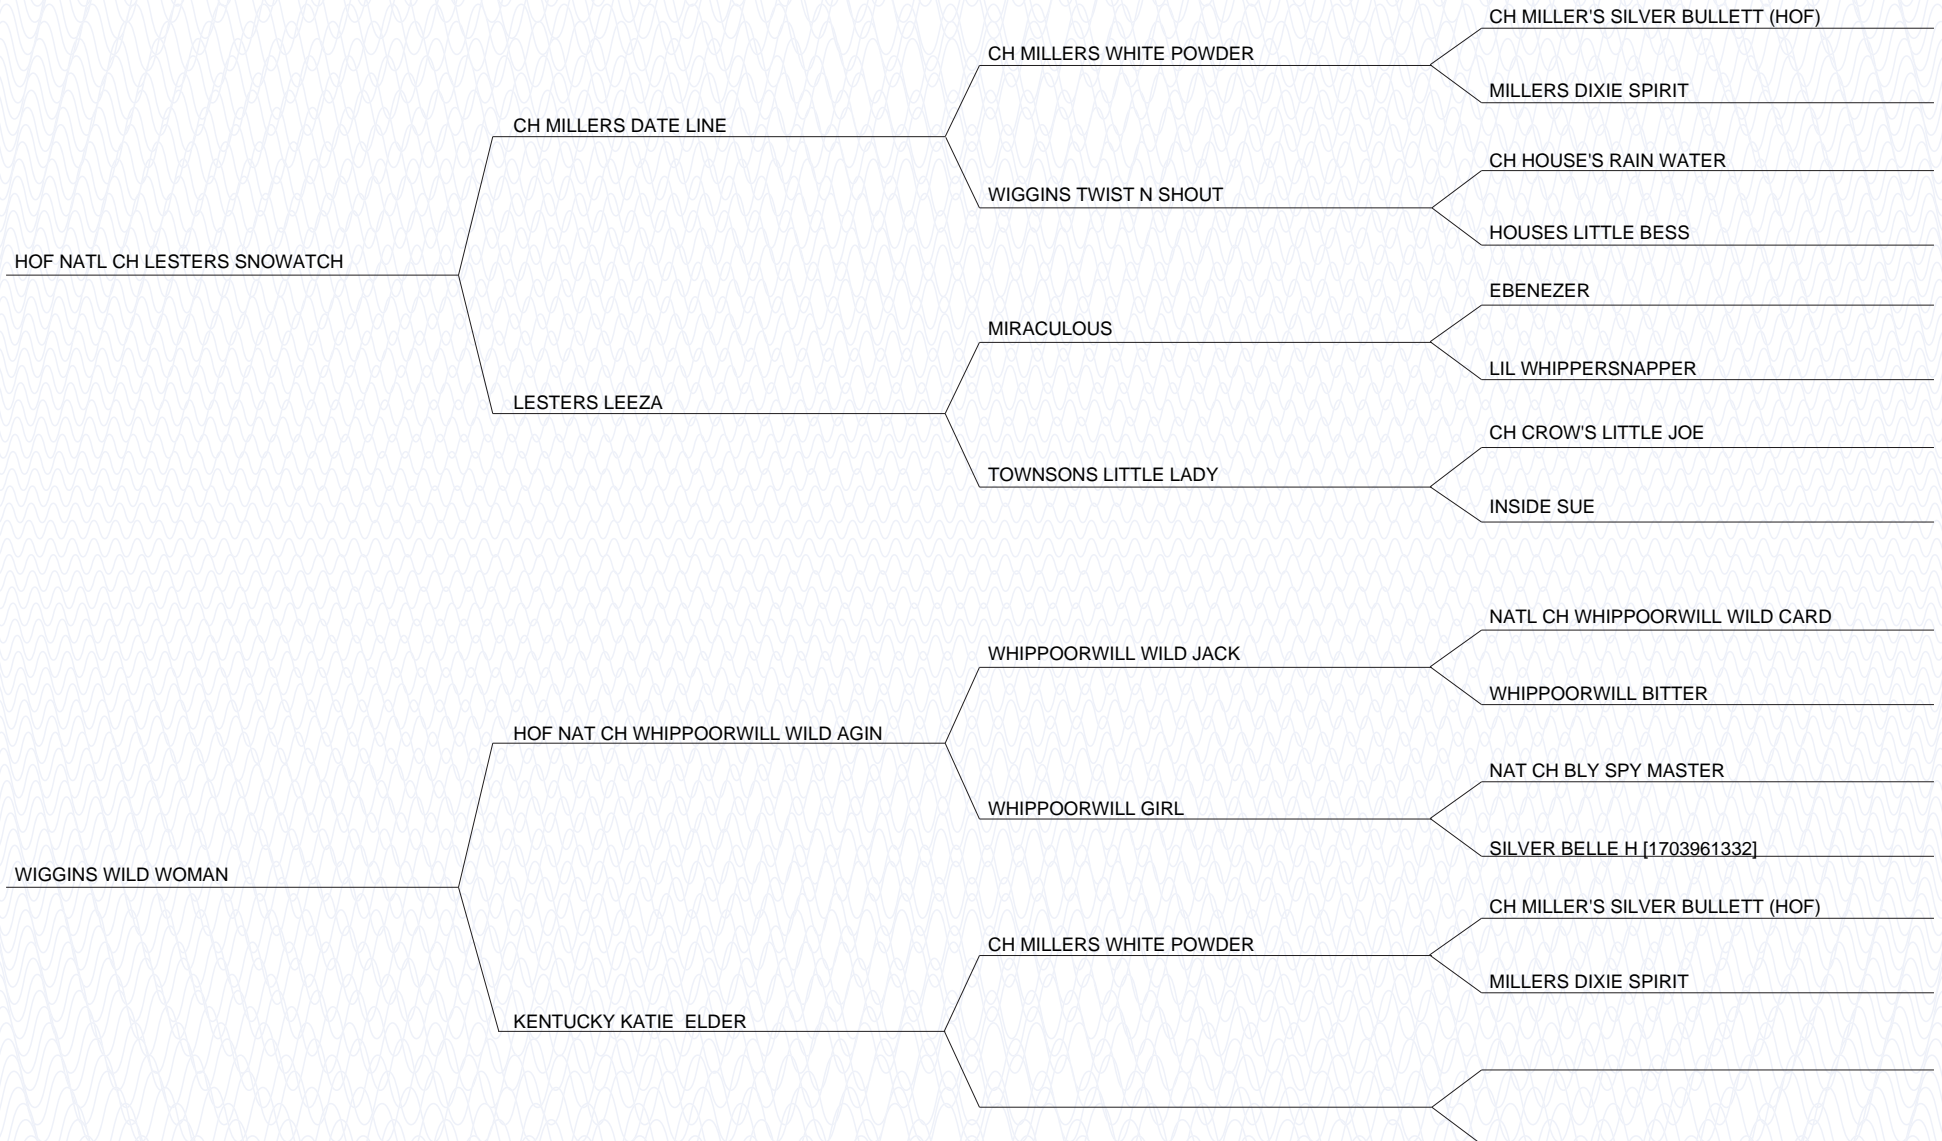 CH MILLER'S SILVER BULLETT (HOF)
CH MILLERS WHITE POWDER
MILLERS DIXIE SPIRIT
CH MILLERS DATE LINE
CH HOUSE'S RAIN WATER
WIGGINS TWIST N SHOUT
HOUSES LITTLE BESS
HOF NATL CH LESTERS SNOWATCH
EBENEZER
MIRACULOUS
LIL WHIPPERSNAPPER
LESTERS LEEZA
CH CROW'S LITTLE JOE
TOWNSONS LITTLE LADY
INSIDE SUE
NATL CH WHIPPOORWILL WILD CARD
WHIPPOORWILL WILD JACK
WHIPPOORWILL BITTER
HOF NAT CH WHIPPOORWILL WILD AGIN
NAT CH BLY SPY MASTER
WHIPPOORWILL GIRL
SILVER BELLE H [1703961332]
WIGGINS WILD WOMAN
CH MILLER'S SILVER BULLETT (HOF)
CH MILLERS WHITE POWDER
MILLERS DIXIE SPIRIT
KENTUCKY KATIE  ELDER